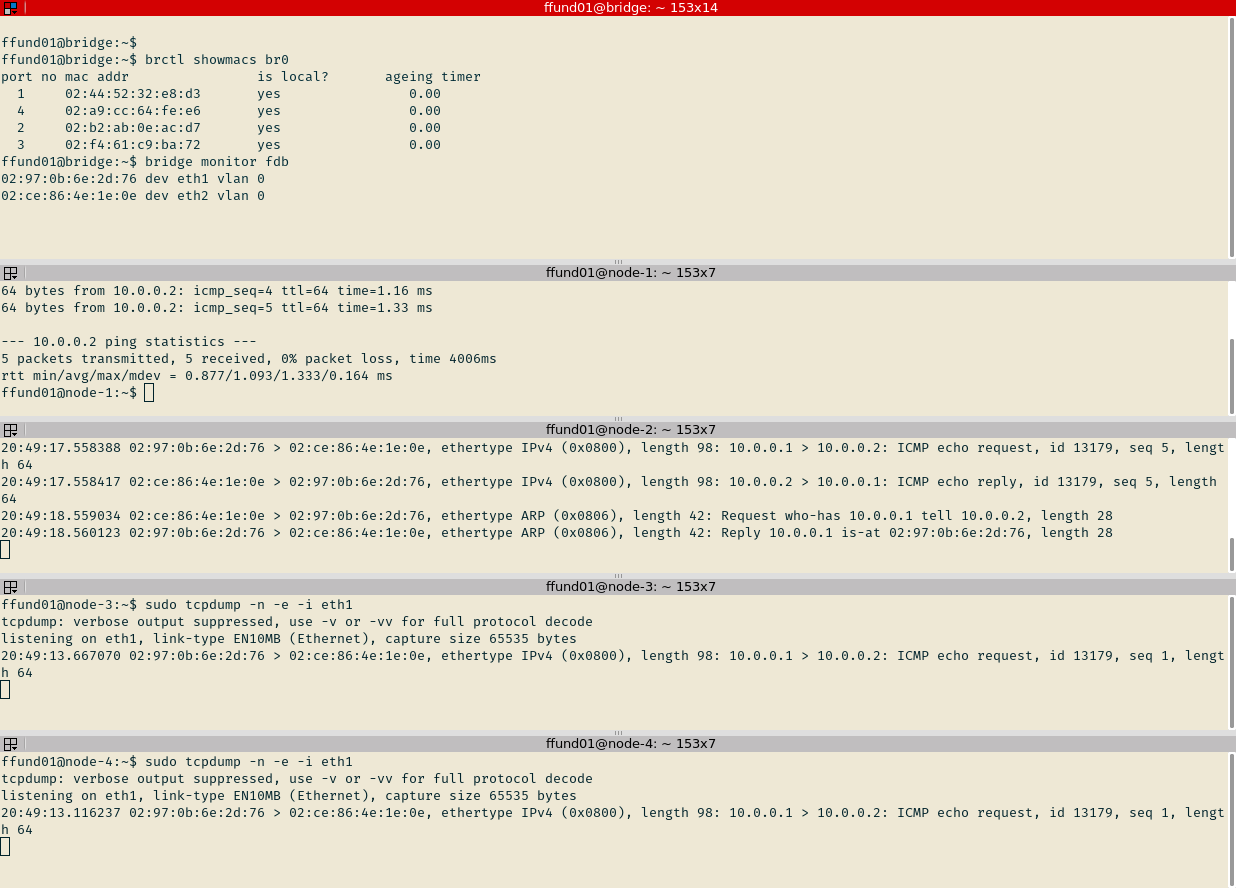 ffund01@bridge: ~ 153x14
ffund01@bridge:~$
ffund01@bridge:~$ brctl showmacs br0
port no mac addr                is local?       ageing timer
  1     02:44:52:32:e8:d3       yes                0.00
  4     02:a9:cc:64:fe:e6       yes                0.00
  2     02:b2:ab:0e:ac:d7       yes                0.00
  3     02:f4:61:c9:ba:72       yes                0.00
ffund01@bridge:~$ bridge monitor fdb
02:97:0b:6e:2d:76 dev eth1 vlan 0
02:ce:86:4e:1e:0e dev eth2 vlan 0
ffund01@node-1: ~ 153x7
64 bytes from 10.0.0.2: icmp_seq=4 ttl=64 time=1.16 ms
64 bytes from 10.0.0.2: icmp_seq=5 ttl=64 time=1.33 ms
--- 10.0.0.2 ping statistics ---
5 packets transmitted, 5 received, 0% packet loss, time 4006ms
rtt min/avg/max/mdev = 0.877/1.093/1.333/0.164 ms
ffund01@node-1:~$
ffund01@node-2: ~ 153x7
20:49:17.558388 02:97:0b:6e:2d:76 > 02:ce:86:4e:1e:0e, ethertype IPv4 (0x0800), length 98: 10.0.0.1 > 10.0.0.2: ICMP echo request, id 13179, seq 5, lengt
h 64
20:49:17.558417 02:ce:86:4e:1e:0e > 02:97:0b:6e:2d:76, ethertype IPv4 (0x0800), length 98: 10.0.0.2 > 10.0.0.1: ICMP echo reply, id 13179, seq 5, length
64
20:49:18.559034 02:ce:86:4e:1e:0e > 02:97:0b:6e:2d:76, ethertype ARP (0x0806), length 42: Request who-has 10.0.0.1 tell 10.0.0.2, length 28
20:49:18.560123 02:97:0b:6e:2d:76 > 02:ce:86:4e:1e:0e, ethertype ARP (0x0806), length 42: Reply 10.0.0.1 is-at 02:97:0b:6e:2d:76, length 28
ffund01@node-3: ~ 153x7
ffund01@node-3:~$ sudo tcpdump -n -e -i eth1
tcpdump: verbose output suppressed, use -v or -vv for full protocol decode
listening on eth1, link-type EN10MB (Ethernet), capture size 65535 bytes
20:49:13.667070 02:97:0b:6e:2d:76 > 02:ce:86:4e:1e:0e, ethertype IPv4 (0x0800), length 98: 10.0.0.1 > 10.0.0.2: ICMP echo request, id 13179, seq 1, lengt
h 64
ffund01@node-4: ~ 153x7
ffund01@node-4:~$ sudo tcpdump -n -e -i eth1
tcpdump: verbose output suppressed, use -v or -vv for full protocol decode
listening on eth1, link-type EN10MB (Ethernet), capture size 65535 bytes
20:49:13.116237 02:97:0b:6e:2d:76 > 02:ce:86:4e:1e:0e, ethertype IPv4 (0x0800), length 98: 10.0.0.1 > 10.0.0.2: ICMP echo request, id 13179, seq 1, lengt
h 64